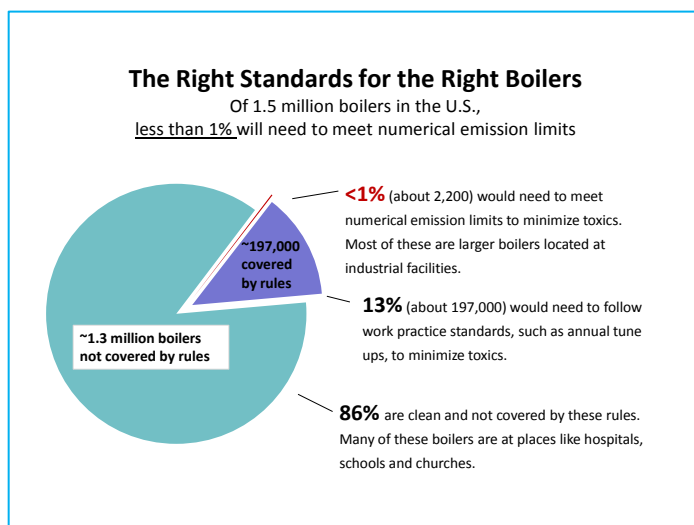 The Right Standards for the Right Boilers
Of 1.5 million boilers in the U.S.,
less than 1% will need to meet numerical emission limits
<1% (about 2,200) would need to meet
numerical emission limits to minimize toxics.
Most of these are larger boilers located at
industrial facilities.
~197,000
covered
by rules
13% (about 197,000) would need to follow
work practice standards, such as annual tune
ups, to minimize toxics.
~1.3 million boilers
not covered by rules
86% are clean and not covered by these rules.
Many of these boilers are at places like hospitals,
schools and churches.